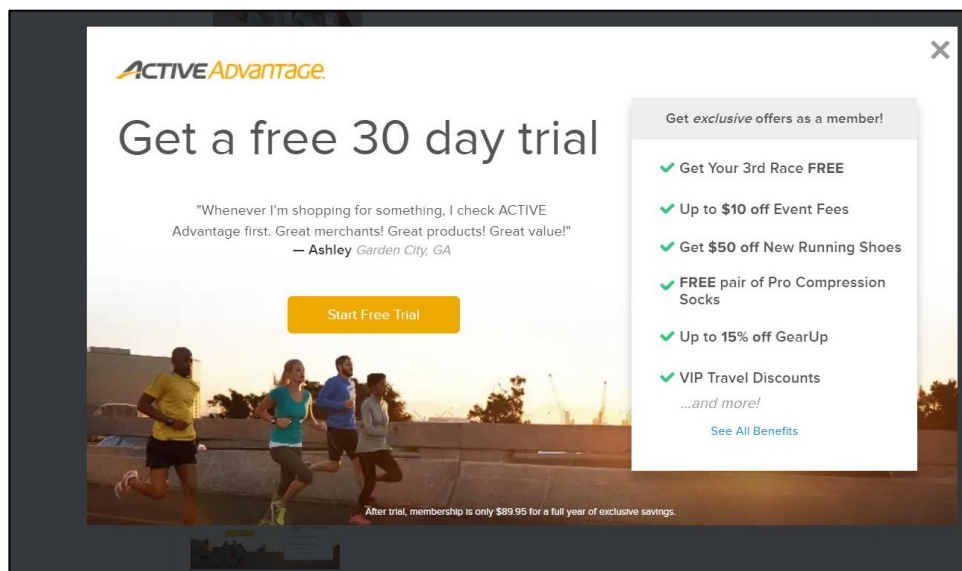 ACTIVE Advantage.
Get a free 30 day trial
"Whenever I'm shopping for something, I check ACTIVE
Advantage first. Great merchants! Great products! Great value!"
— Ashley Garden City, GA
Start Free Trial
Get exclusive offers as a member!
Get Your 3rd Race FREE
Up to $10 off Event Fees
Get $50 off New Running Shoes
FREE pair of Pro Compression
Socks
Up to 15% off GearUp
VIP Travel Discounts
...and more!
See All Benefits
After trial, membership is only $89.95 for a full year of exclusive savings.